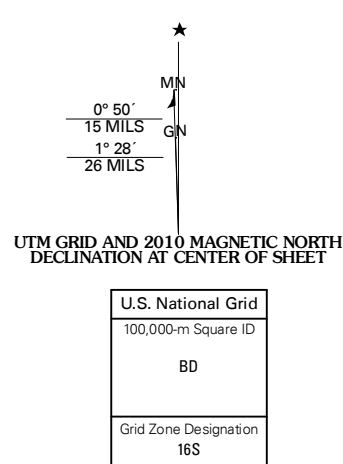 ★
MN
0° 50´
15 MILS
GN
1° 28´
26 MILS
UTM GRID AND 2010 MAGNETIC NORTH
DECLINATION AT CENTER OF SHEET
U.S. National Grid
100,000-m Square ID
BD
Grid Zone Designation
16S